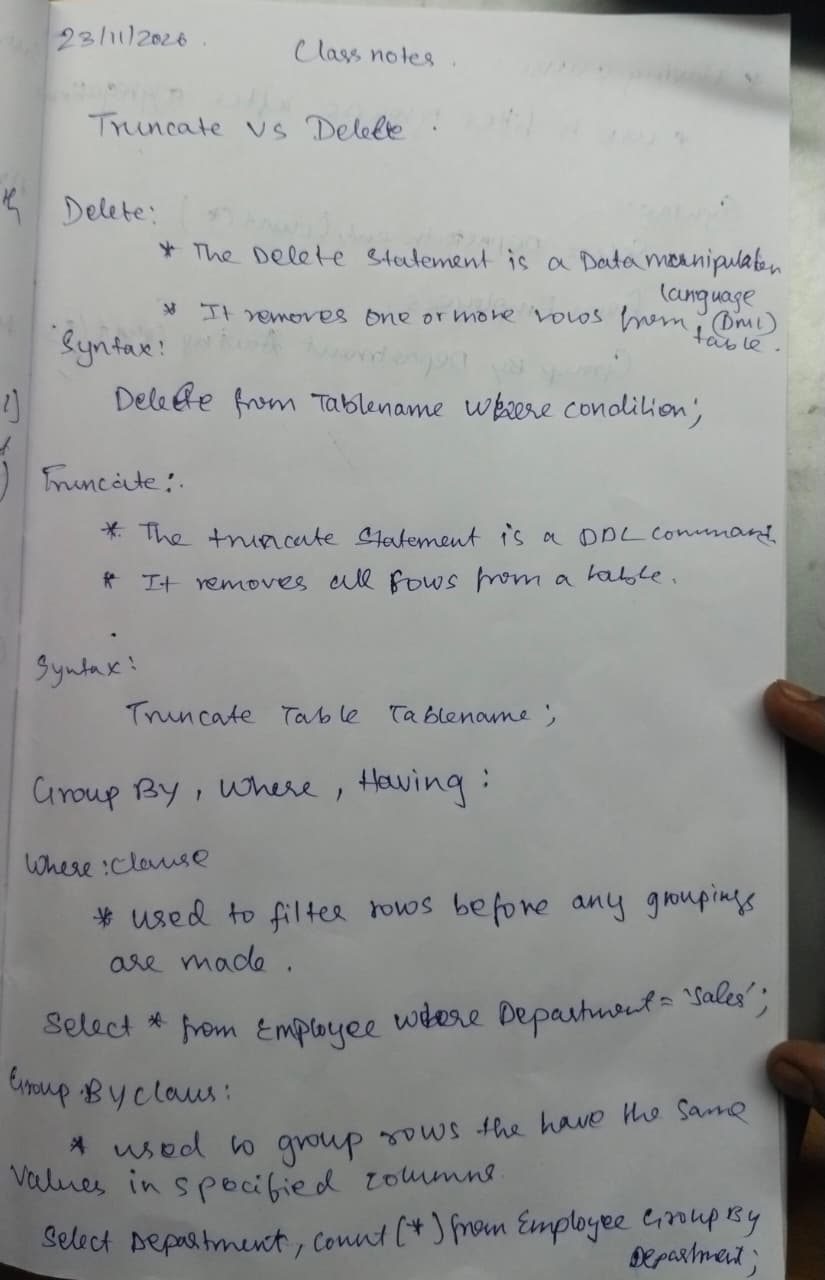 23/11/2026.
Class notes.
Truncate vs Delete.
Delete:
* The Delete Statement is a Data manipulation
language
* It removes one or more rows from, (DML)
table.
Syntax:
Delete from Tablename where condition;
Truncate:
* The truncate Statement is a DDL command
* It removes all rows from a table.
Syntax:
Truncate Table Tablename;
Group By, Where, Having:
Where: Clause
* used to filter rows before any groupings
are made.
Select * from Employee where Department = 'Sales';
Group By Claus:
* used to group rows the have the same
values in specified columns
Select Department, count(*) from Employee Group By
Department;